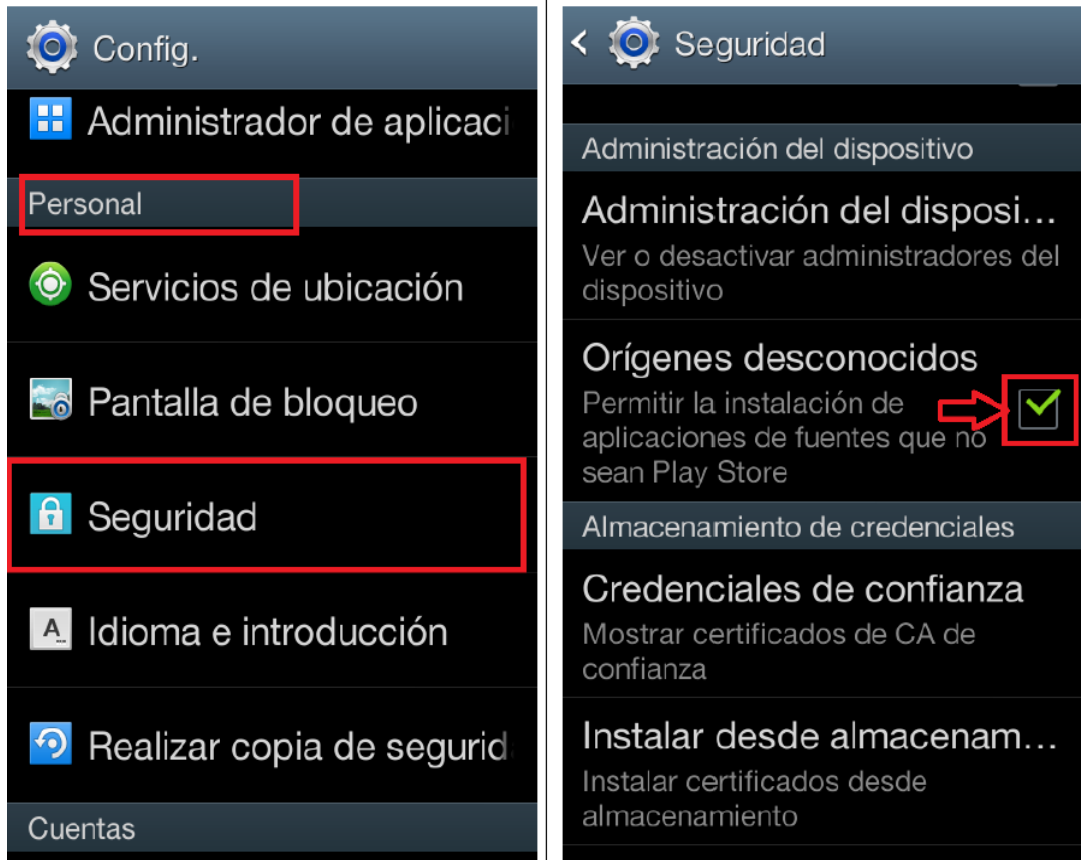 Config.
Administrador de aplicaci
Personal
Servicios de ubicación
Pantalla de bloqueo
Seguridad
Idioma e introducción
Realizar copia de segurid
Cuentas
Seguridad
Administración del dispositivo
Administración del disposi...
Ver o desactivar administradores del
dispositivo
Orígenes desconocidos
Permitir la instalación de
aplicaciones de fuentes que no
sean Play Store
Almacenamiento de credenciales
Credenciales de confianza
Mostrar certificados de CA de
confianza
Instalar desde almacenam...
Instalar certificados desde
almacenamiento